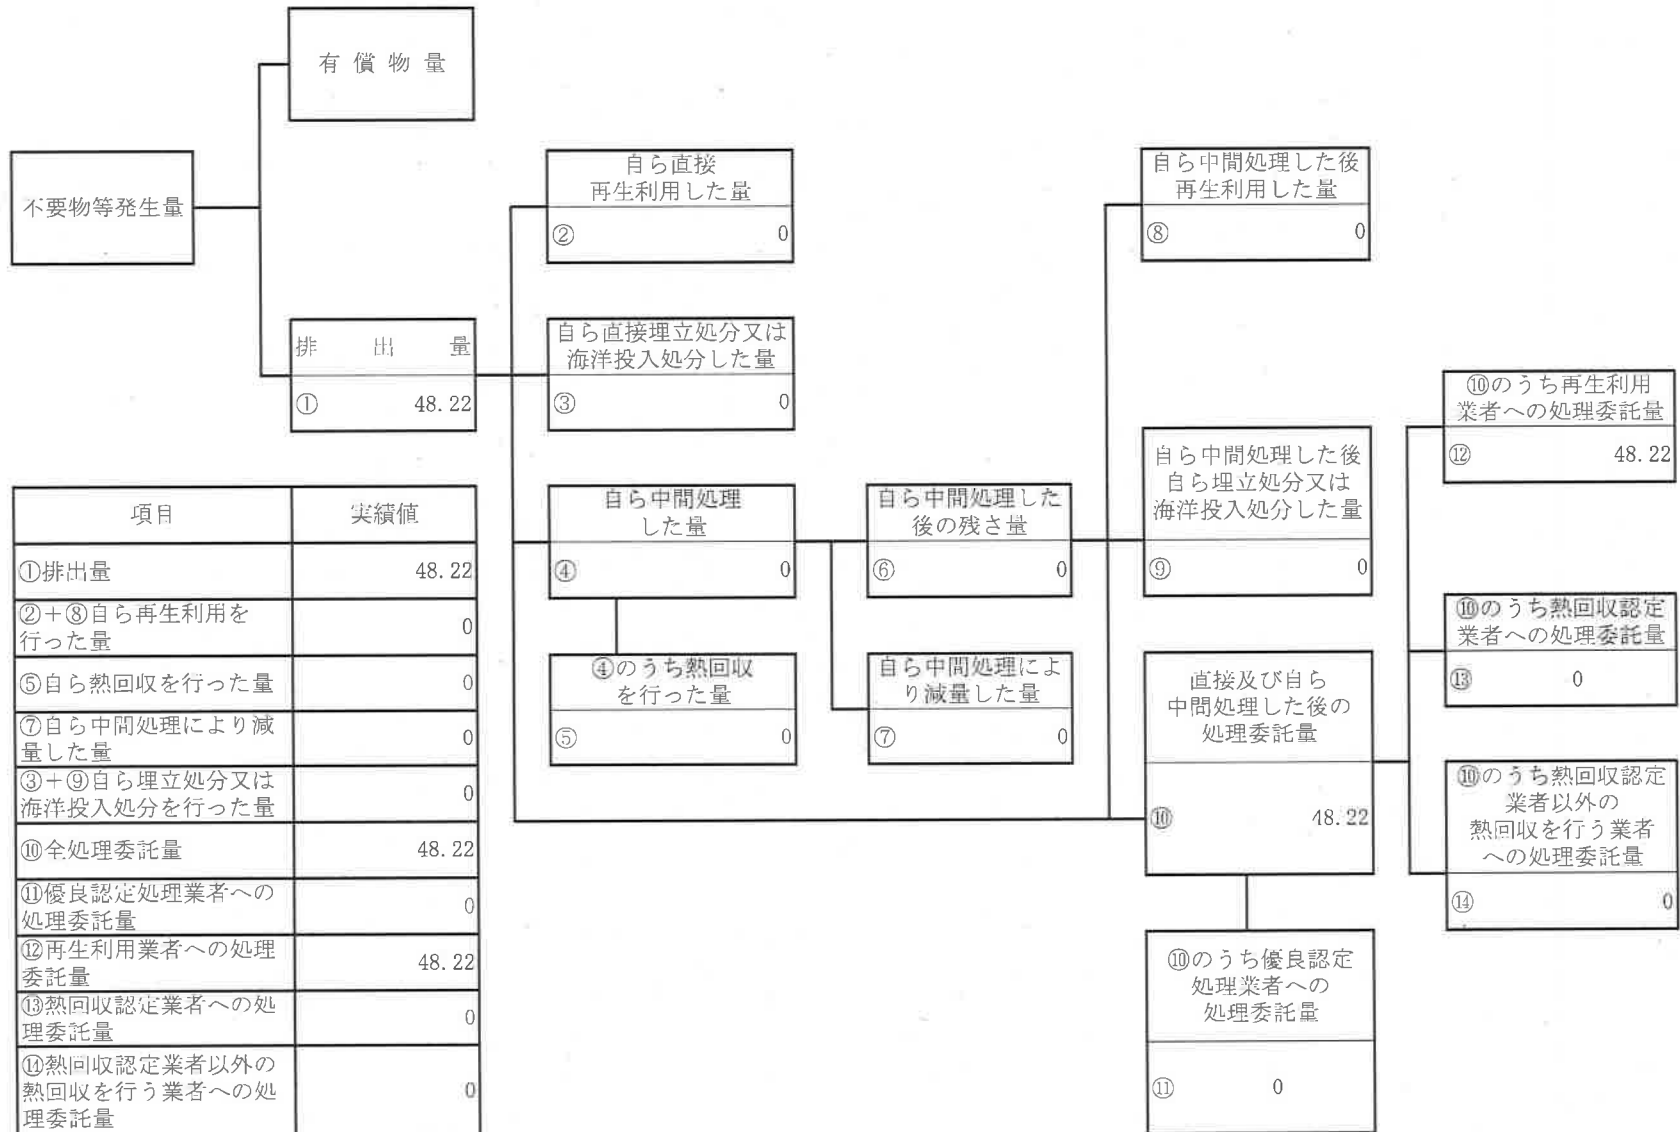 有償物量
不要物等発生量
排出量
① 48.22
自ら直接
再生利用した量
② 0
自ら直接埋立処分又は
海洋投入処分した量
③ 0
自ら中間処理
した量
④ 0
④のうち熱回収
を行った量
⑤ 0
自ら中間処理した
後の残さ量
⑥ 0
自ら中間処理によ
り減量した量
⑦ 0
自ら中間処理した後
再生利用した量
⑧ 0
自ら中間処理した後
自ら埋立処分又は
海洋投入処分した量
⑨ 0
直接及び自ら
中間処理した後の
処理委託量
⑩ 48.22
⑩のうち優良認定
処理業者への
処理委託量
⑪ 0
⑩のうち再生利用
業者への処理委託量
⑫ 48.22
⑩のうち熱回収認定
業者への処理委託量
⑬ 0
⑩のうち熱回収認定
業者以外の
熱回収を行う業者
への処理委託量
⑭ 0
項目 実績値
①排出量 48.22
②＋⑧自ら再生利用を
行った量 0
⑤自ら熱回収を行った量 0
⑦自ら中間処理により減
量した量 0
③＋⑨自ら埋立処分又は
海洋投入処分を行った量 0
⑩全処理委託量 48.22
⑪優良認定処理業者への
処理委託量 0
⑫再生利用業者への処理
委託量 48.22
⑬熱回収認定業者への処
理委託量 0
⑭熱回収認定業者以外の
熱回収を行う業者への処
理委託量 0